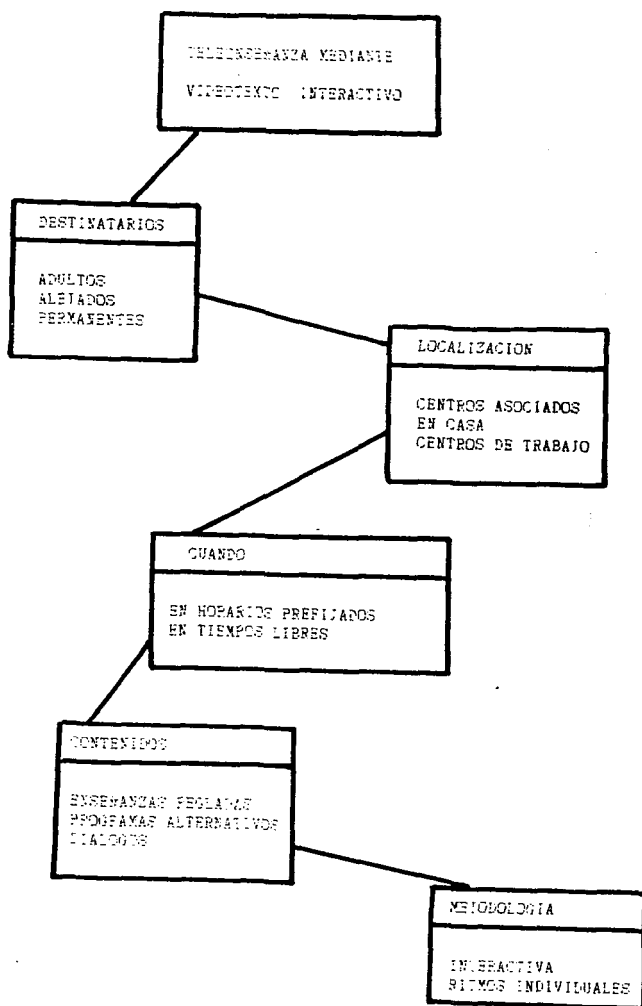 TELEENSEÑANZA MEDIANTE
VIDEOTEXTO INTERACTIVO
DESTINATARIOS
ADULTOS
ALEJADOS
PERMANENTES
LOCALIZACION
CENTROS ASOCIADOS
EN CASA
CENTROS DE TRABAJO
CUANDO
EN HORARIOS PREFIJADOS
EN TIEMPOS LIBRES
CONTENIDOS
ENSEÑANZAS REGLADAS
PROGRAMAS ALTERNATIVOS
DIALOGOS
METODOLOGIA
INTERACTIVA
RITMOS INDIVIDUALES